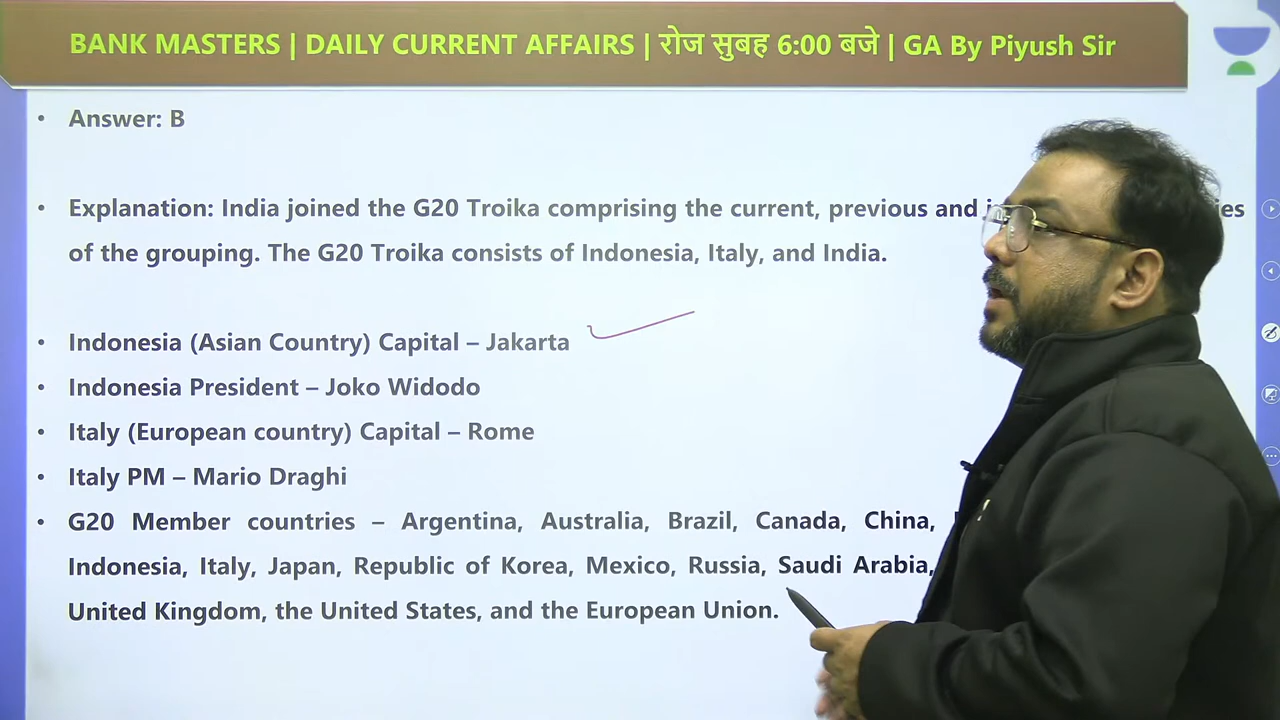 BANK MASTERS | DAILY CURRENT AFFAIRS | रोज सुबह 6:00 बजे | GA By Piyush Sir
• Answer: B
• Explanation: India joined the G20 Troika comprising the current, previous and
of the grouping. The G20 Troika consists of Indonesia, Italy, and India.
• Indonesia (Asian Country) Capital – Jakarta
• Indonesia President – Joko Widodo
• Italy (European country) Capital – Rome
• Italy PM – Mario Draghi
• G20 Member countries – Argentina, Australia, Brazil, Canada, China,
Indonesia, Italy, Japan, Republic of Korea, Mexico, Russia, Saudi Arabia,
United Kingdom, the United States, and the European Union.